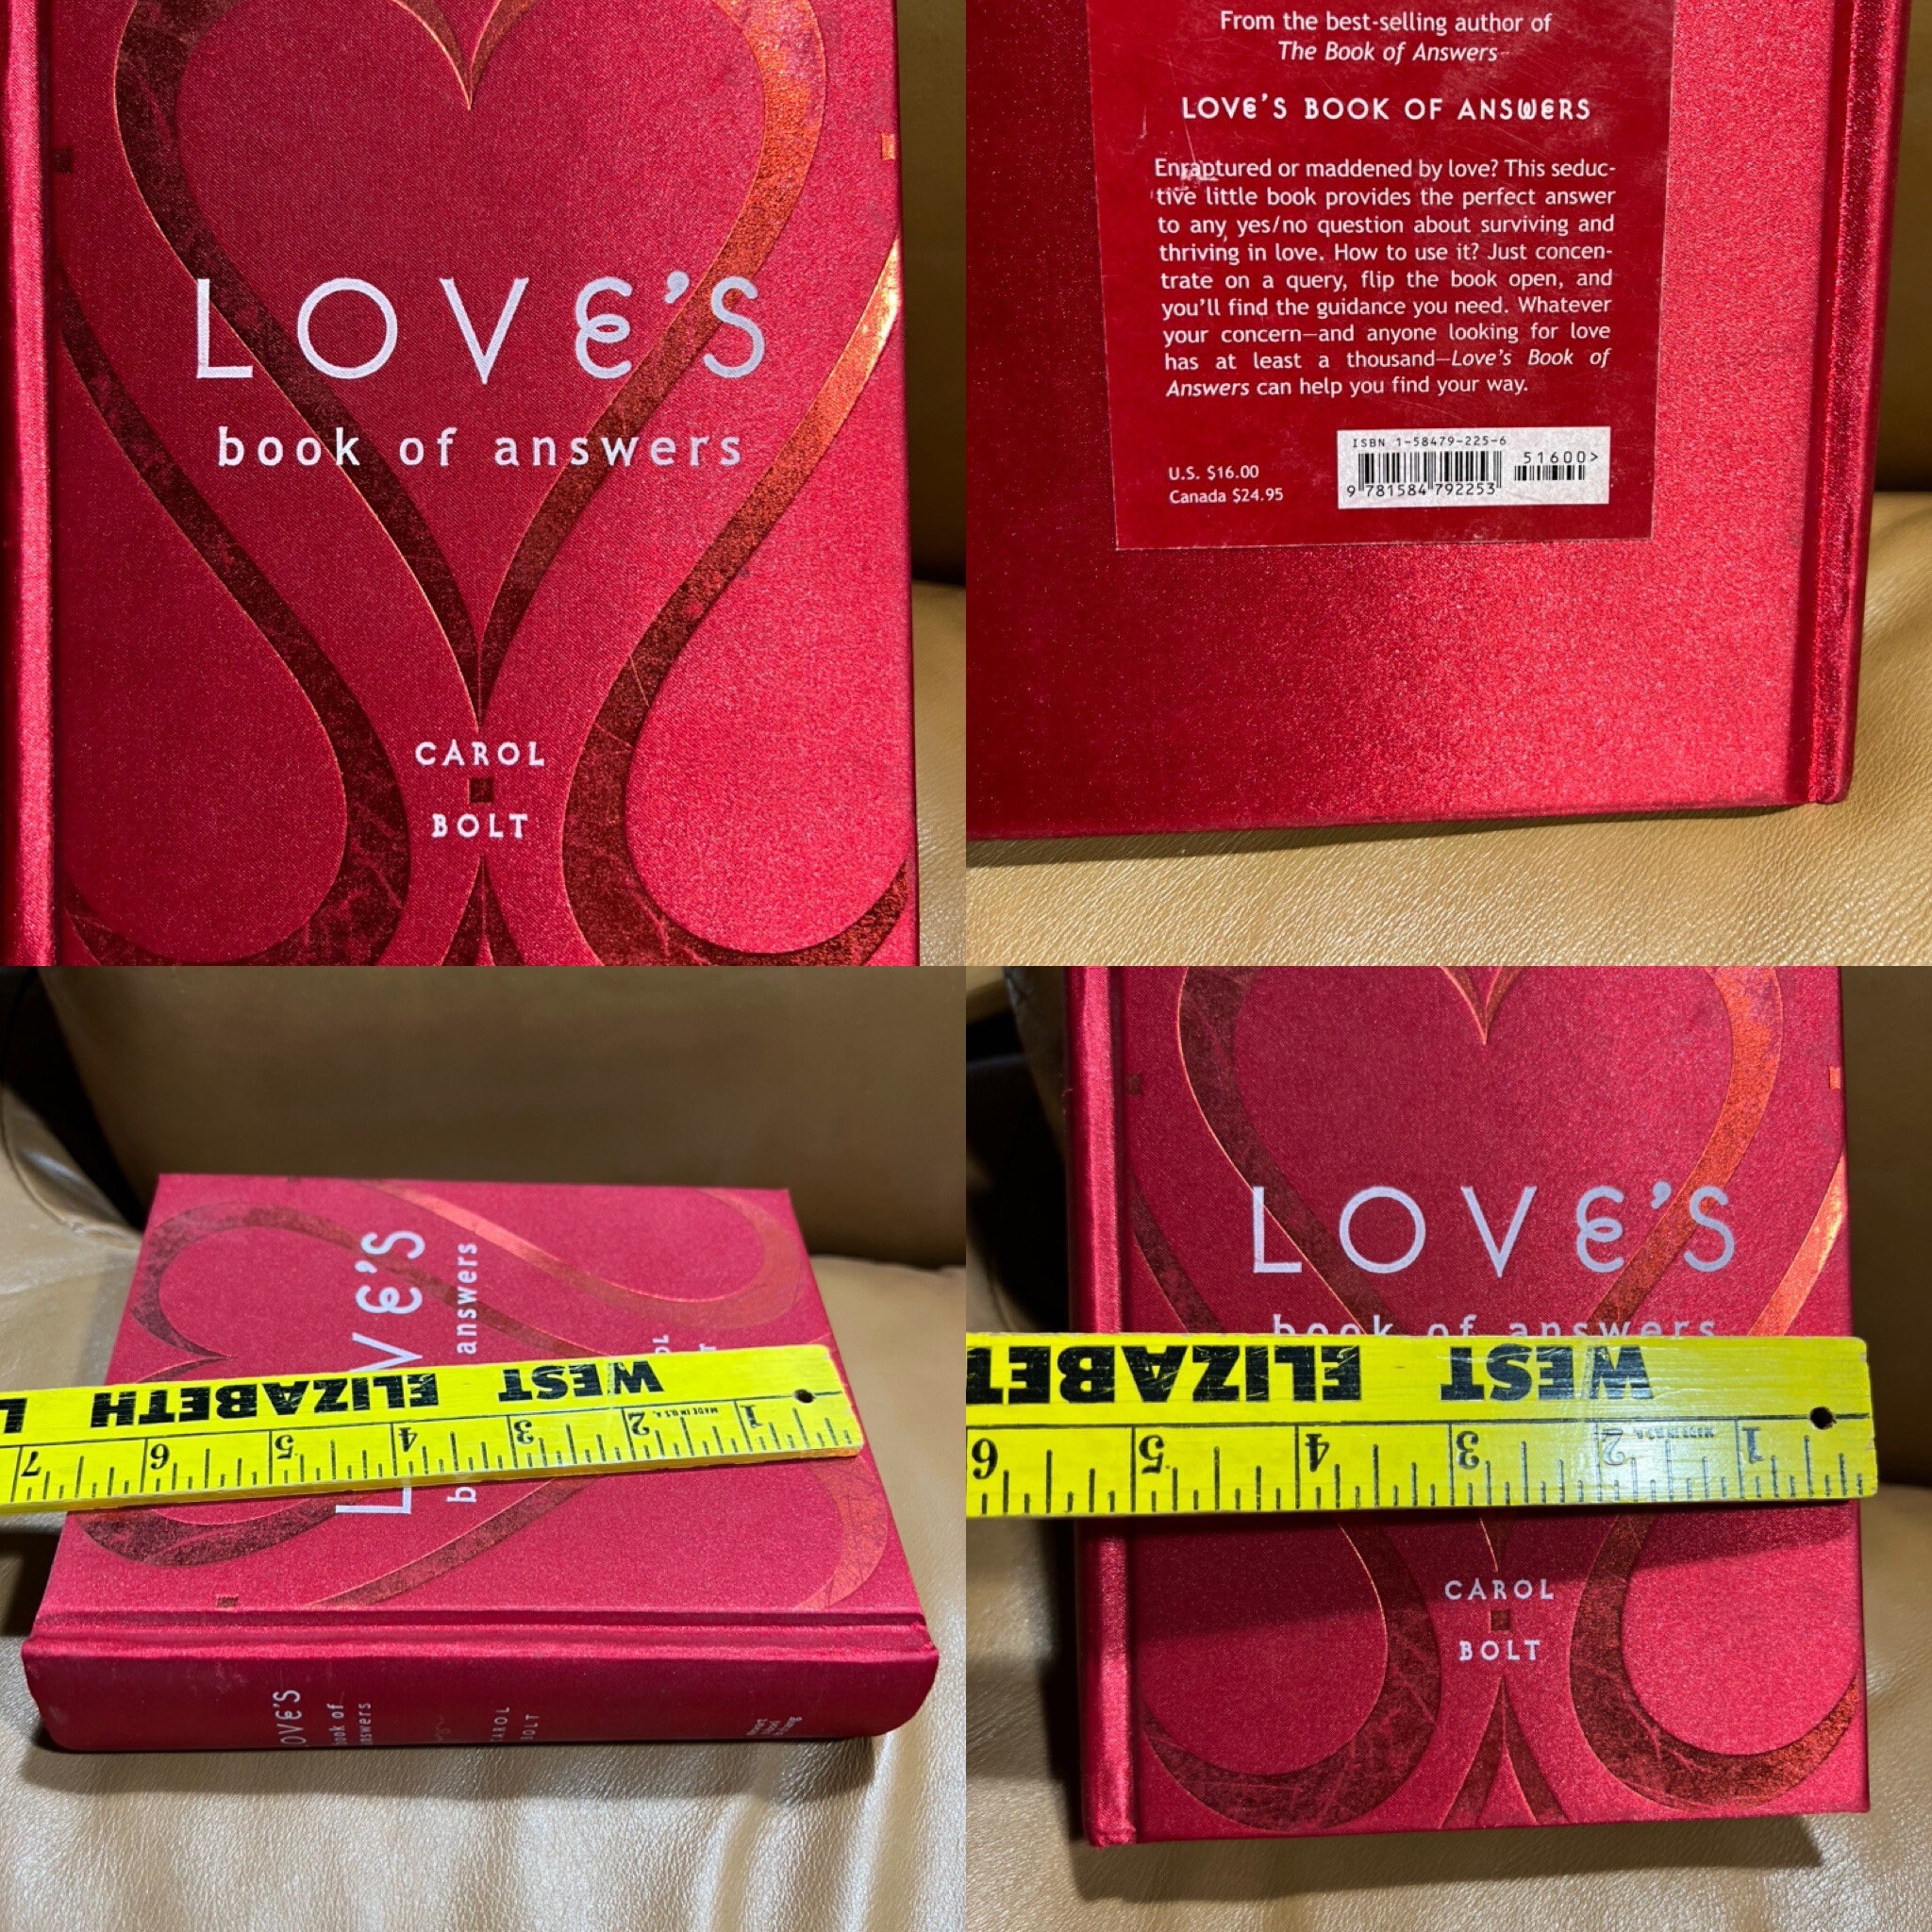 LOVE'S
book of answers
CAROL
BOLT
From the best-selling author of
The Book of Answers
LOVE'S BOOK OF ANSWERS
Enraptured or maddened by love? This seduc-
tive little book provides the perfect answer
to any yes/no question about surviving and
thriving in love. How to use it? Just concen-
trate on a query, flip the book open, and
you'll find the guidance you need. Whatever
your concern—and anyone looking for love
has at least a thousand—Love's Book of
Answers can help you find your way.
U.S. $16.00
Canada $24.95
ISBN 1-58479-225-6
51600>
9 781584 792253
VE'S
answers
WEST
ELIZABETH
MADE IN U.S.A.
1 2 3 4 5 6 7
OVE'S
book of
answers
CAROL
BOLT
LOVE'S
book of answers
WEST
ELIZABET
1 2 3 4 5 6
CAROL
BOLT